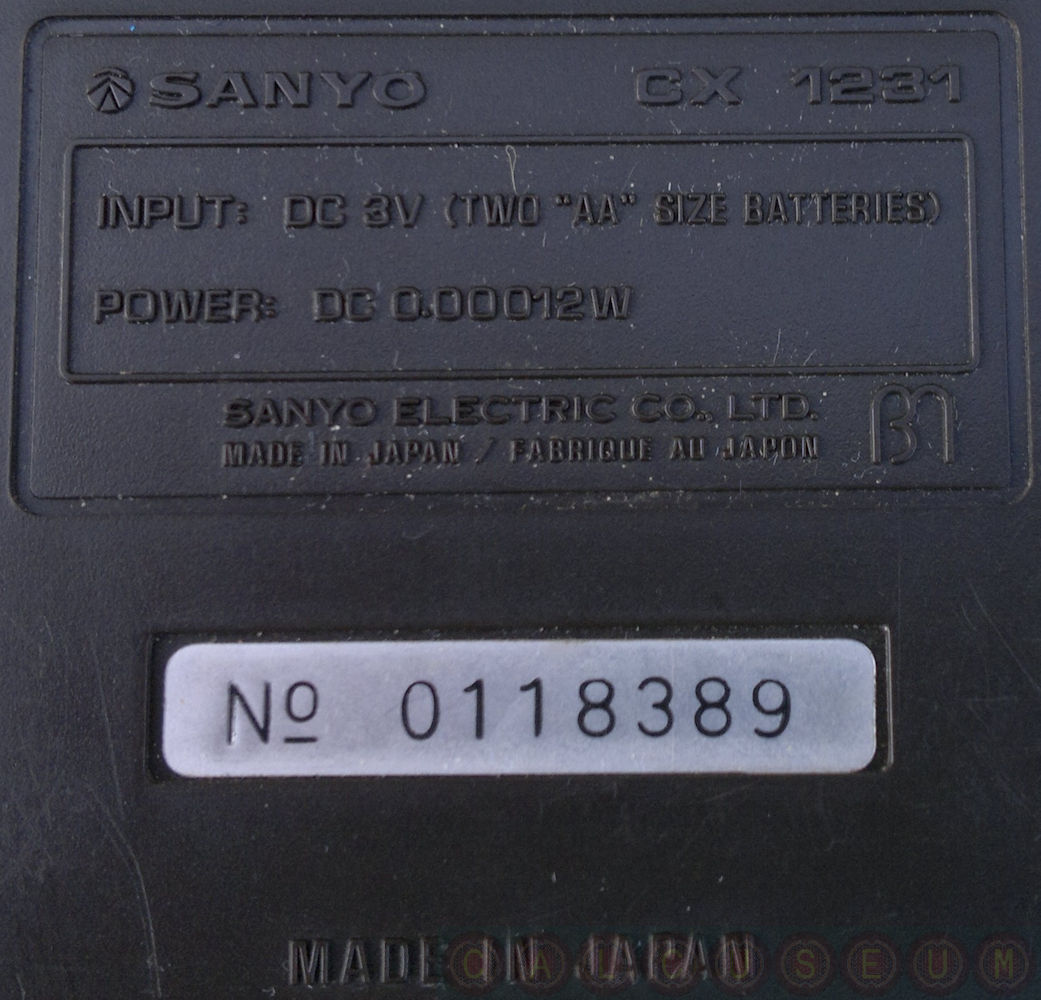 SANYO CX 1231
INPUT: DC 3V (TWO "AA" SIZE BATTERIES)
POWER: DC 0.00012W
SANYO ELECTRIC CO., LTD.
MADE IN JAPAN / FABRIQUE AU JAPON
Nº 0118389
MADE IN JAPAN
CALCUSEUM